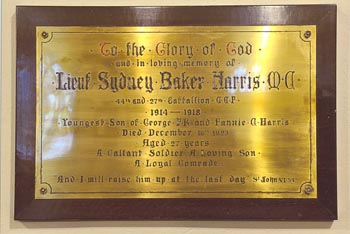 To the Glory of God
and in loving memory of
Lieut Sydney Baker Harris M.C
44th and 27th Battalion C.E.F
1914 — 1918
Youngest Son of George and Fannie Harris
Died December 1923
Aged 27 years
A Gallant Soldier A Loving Son
A Loyal Comrade
And I will raise him up at the last day St John